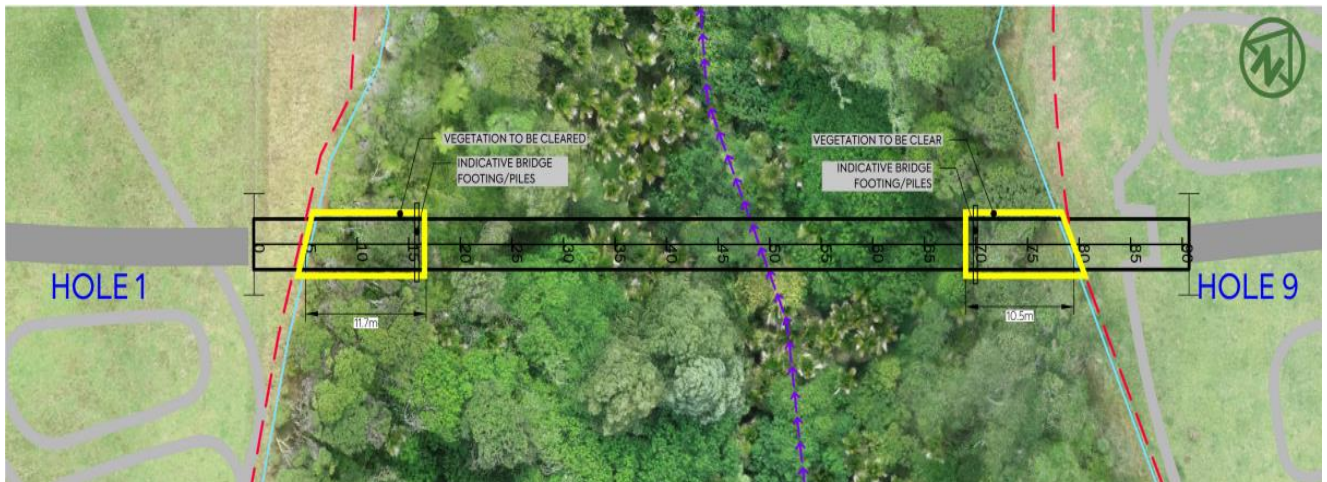 N
VEGETATION TO BE CLEARED
INDICATIVE BRIDGE
FOOTING/PILES
VEGETATION TO BE CLEAR
INDICATIVE BRIDGE
FOOTING/PILES
0 5 10 15 20 25 30 35 40 45 50 55 60 65 70 75 80 85 90
HOLE 1
HOLE 9
11.7m
10.5m